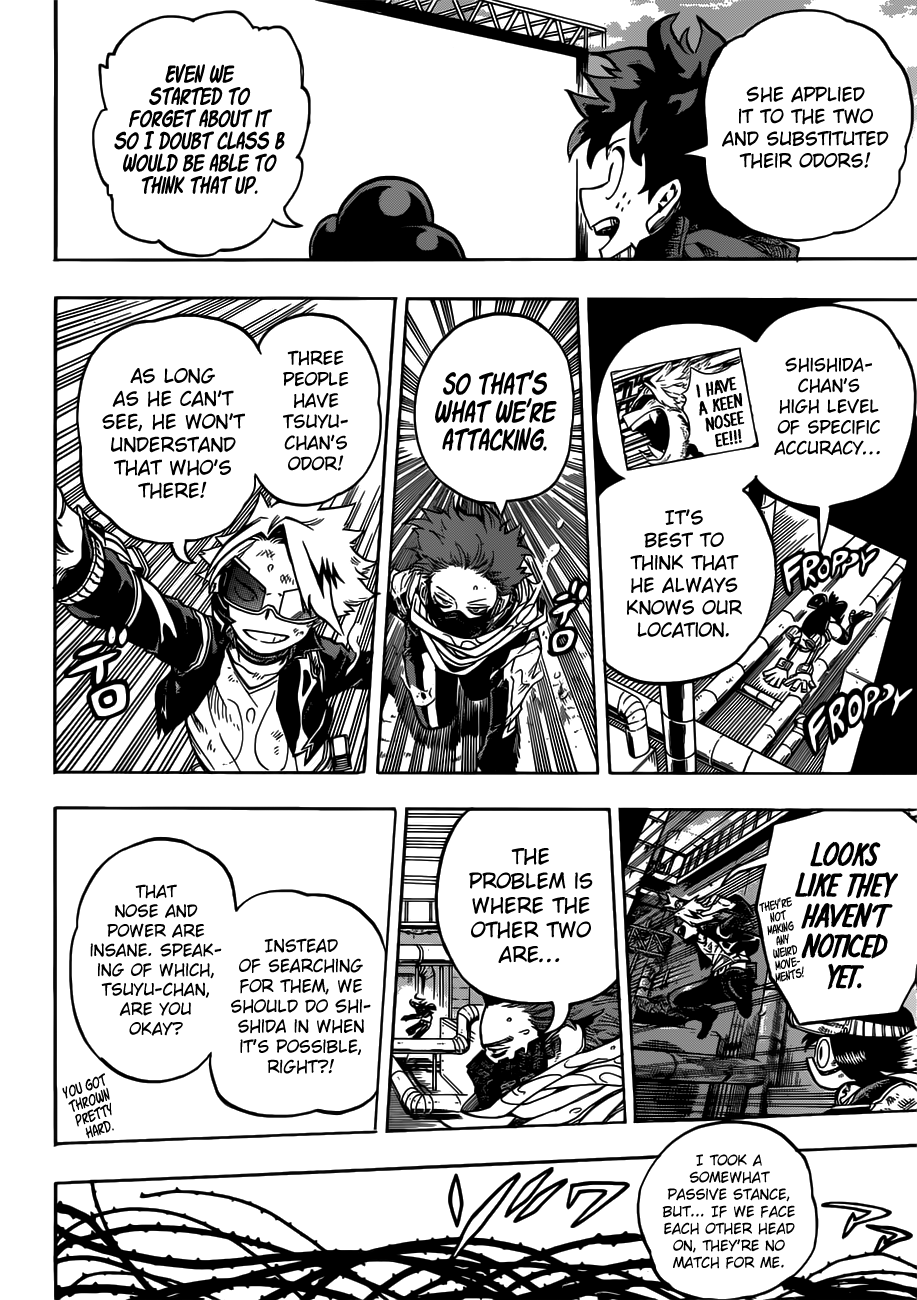 SHE APPLIED
IT TO THE TWO
AND SUBSTITUTED
THEIR ODORS!
EVEN WE
STARTED TO
FORGET ABOUT IT
SO I DOUBT CLASS B
WOULD BE ABLE TO
THINK THAT UP.
SHISHIDA-
CHAN'S
HIGH LEVEL
OF SPECIFIC
ACCURACY...
I HAVE
A KEEN
NOSEE
EE!!!
IT'S
BEST TO
THINK THAT
HE ALWAYS
KNOWS OUR
LOCATION.
FROPPY
FROPPY
SO THAT'S
WHAT WE'RE
ATTACKING.
デロ
THREE
PEOPLE
HAVE
TSUYU-
CHAN'S
ODOR!
AS LONG
AS HE CAN'T
SEE, HE WON'T
UNDERSTAND
THAT WHO'S
THERE!
デロ
LOOKS
LIKE THEY
HAVEN'T
NOTICED
YET.
THEY'RE
NOT
MAKING
ANY
WEIRD
MOVE-
MENTS!
THE
PROBLEM IS
WHERE THE
OTHER TWO
ARE...
INSTEAD
OF SEARCHING
FOR THEM, WE
SHOULD DO SHI-
SHIDA IN WHEN
IT'S POSSIBLE,
RIGHT?!
THAT
NOSE AND
POWER ARE
INSANE. SPEAK-
ING OF WHICH,
TSUYU-CHAN,
ARE YOU
OKAY?
YOU GOT
THROWN
PRETTY
HARD.
I TOOK A
SOMEWHAT
PASSIVE STANCE,
BUT... IF WE FACE
EACH OTHER HEAD
ON, THEY'RE NO
MATCH FOR ME.